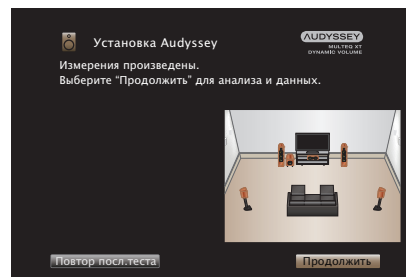 Установка Audyssey
AUDYSSEY
MULTEQ XT
DYNAMIC VOLUME
Измерения произведены.
Выберите “Продолжить” для анализа и данных.
Повтор посл.теста
Продолжить